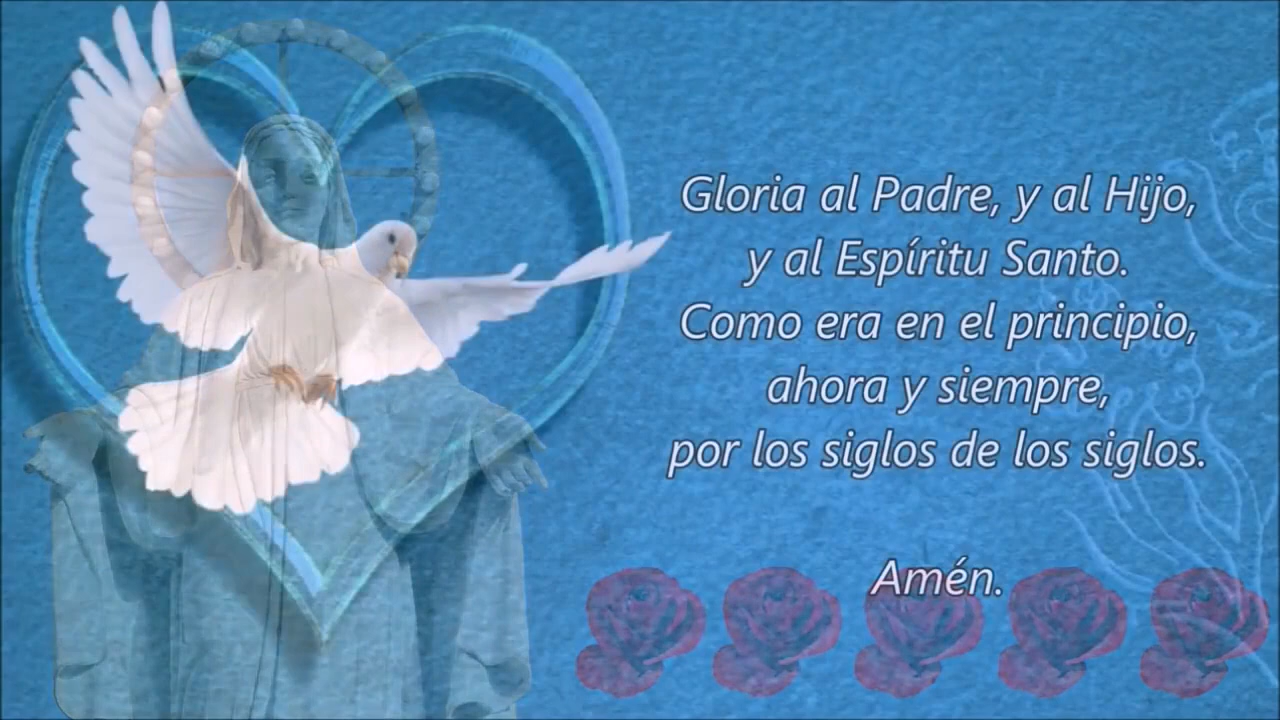 Gloria al Padre, y al Hijo,
y al Espíritu Santo.
Como era en el principio,
ahora y siempre,
por los siglos de los siglos.
Amén.